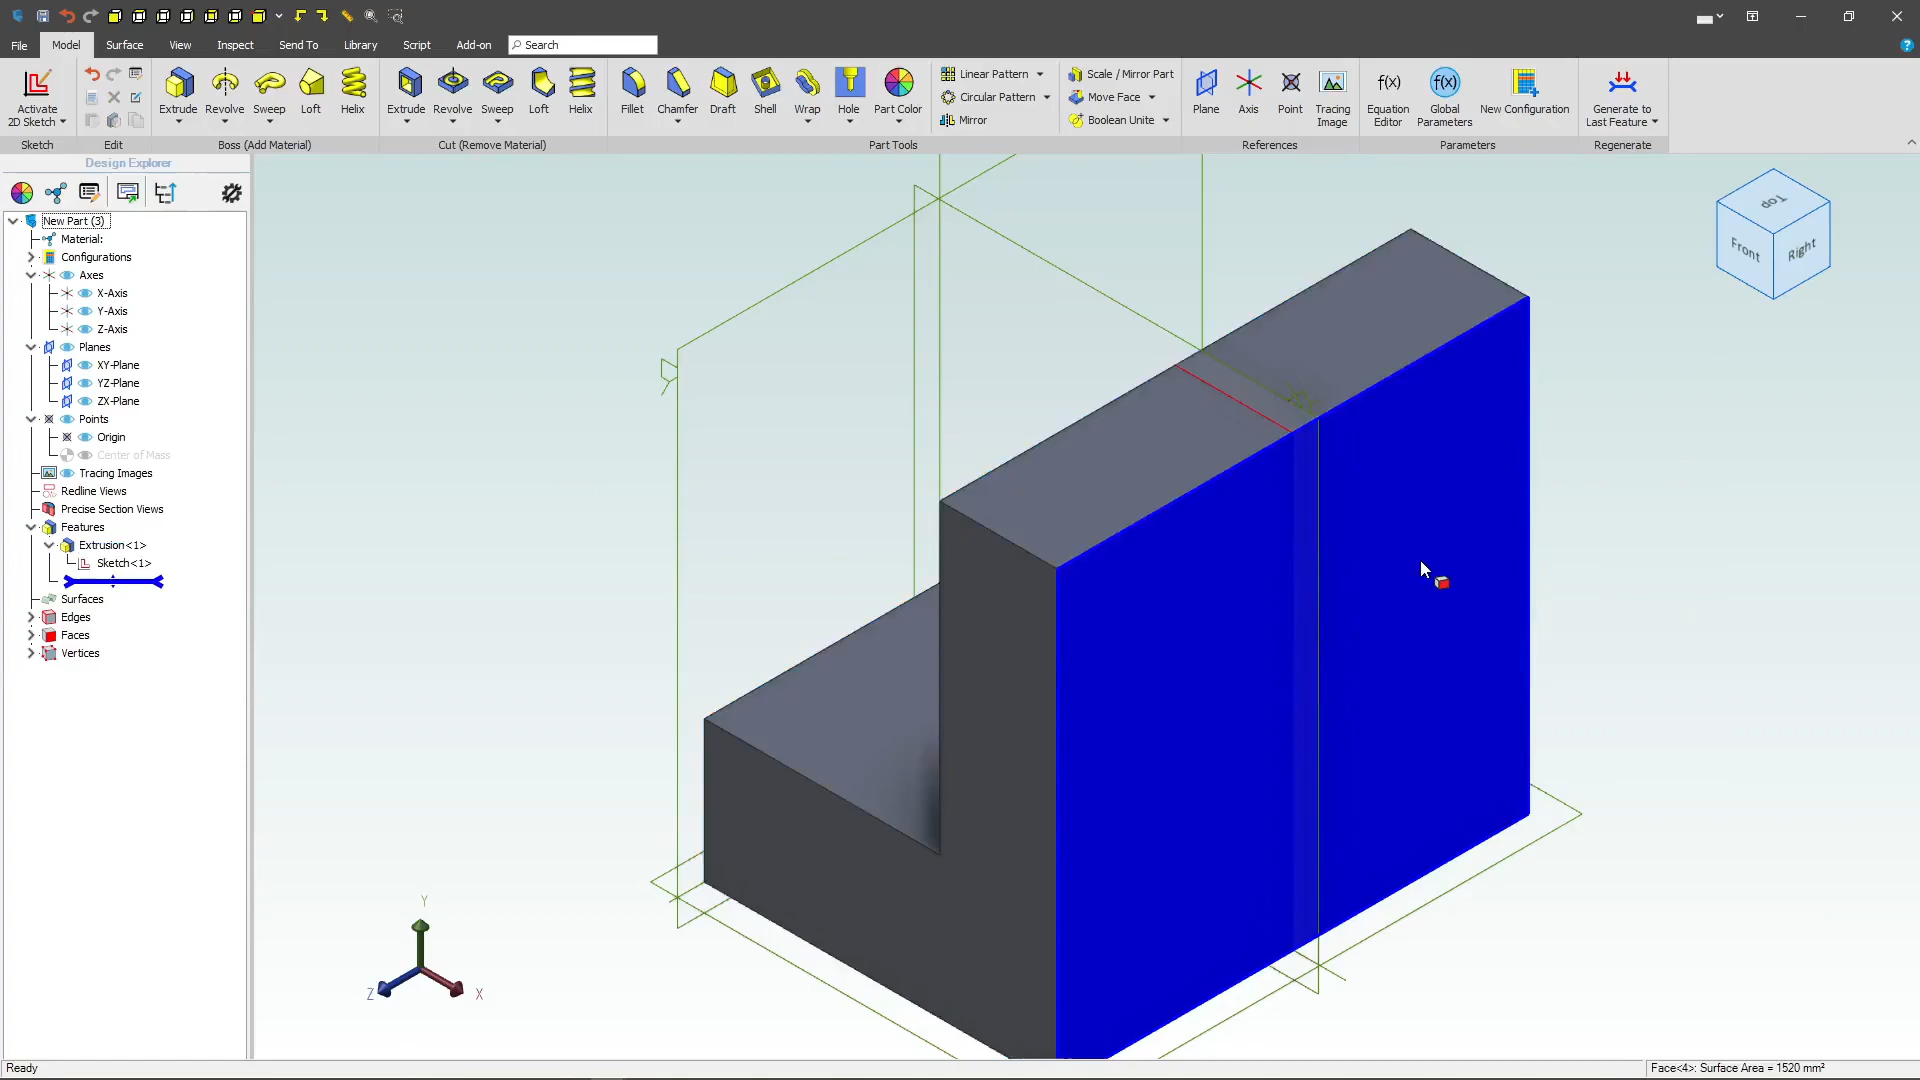 Search
File
Model
Surface
View
Inspect
Send To
Library
Script
Add-on
Activate
2D Sketch
Extrude
Revolve
Sweep
Loft
Helix
Extrude
Revolve
Sweep
Loft
Helix
Fillet
Chamfer
Draft
Shell
Wrap
Hole
Part Color
Linear Pattern
Circular Pattern
Mirror
Scale / Mirror Part
Move Face
Boolean Unite
Plane
Axis
Point
Tracing
Image
f(x)
Equation
Editor
f(x)
Global
Parameters
New Configuration
Generate to
Last Feature
Sketch
Edit
Boss (Add Material)
Cut (Remove Material)
Part Tools
References
Parameters
Regenerate
Design Explorer
New Part (3)
Material:
Configurations
Axes
X-Axis
Y-Axis
Z-Axis
Planes
XY-Plane
YZ-Plane
ZX-Plane
Points
Origin
Center of Mass
Tracing Images
Redline Views
Precise Section Views
Features
Extrusion<1>
Sketch<1>
Surfaces
Edges
Faces
Vertices
Top
Front
Right
Y
Z
X
Ready
Face<4>: Surface Area = 1520 mm²